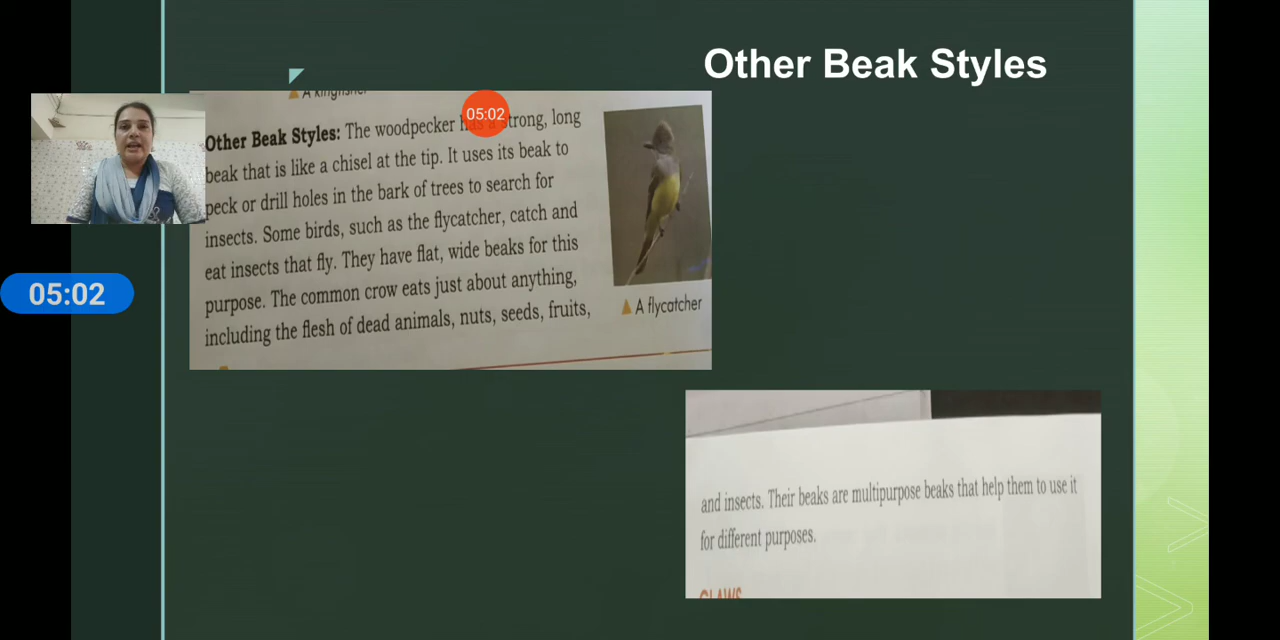 Other Beak Styles
A kingfisher
05:02
Other Beak Styles: The woodpecker has a strong, long
beak that is like a chisel at the tip. It uses its beak to
peck or drill holes in the bark of trees to search for
insects. Some birds, such as the flycatcher, catch and
eat insects that fly. They have flat, wide beaks for this
purpose. The common crow eats just about anything,
including the flesh of dead animals, nuts, seeds, fruits,
A flycatcher
05:02
and insects. Their beaks are multipurpose beaks that help them to use it
for different purposes.
CLAWS